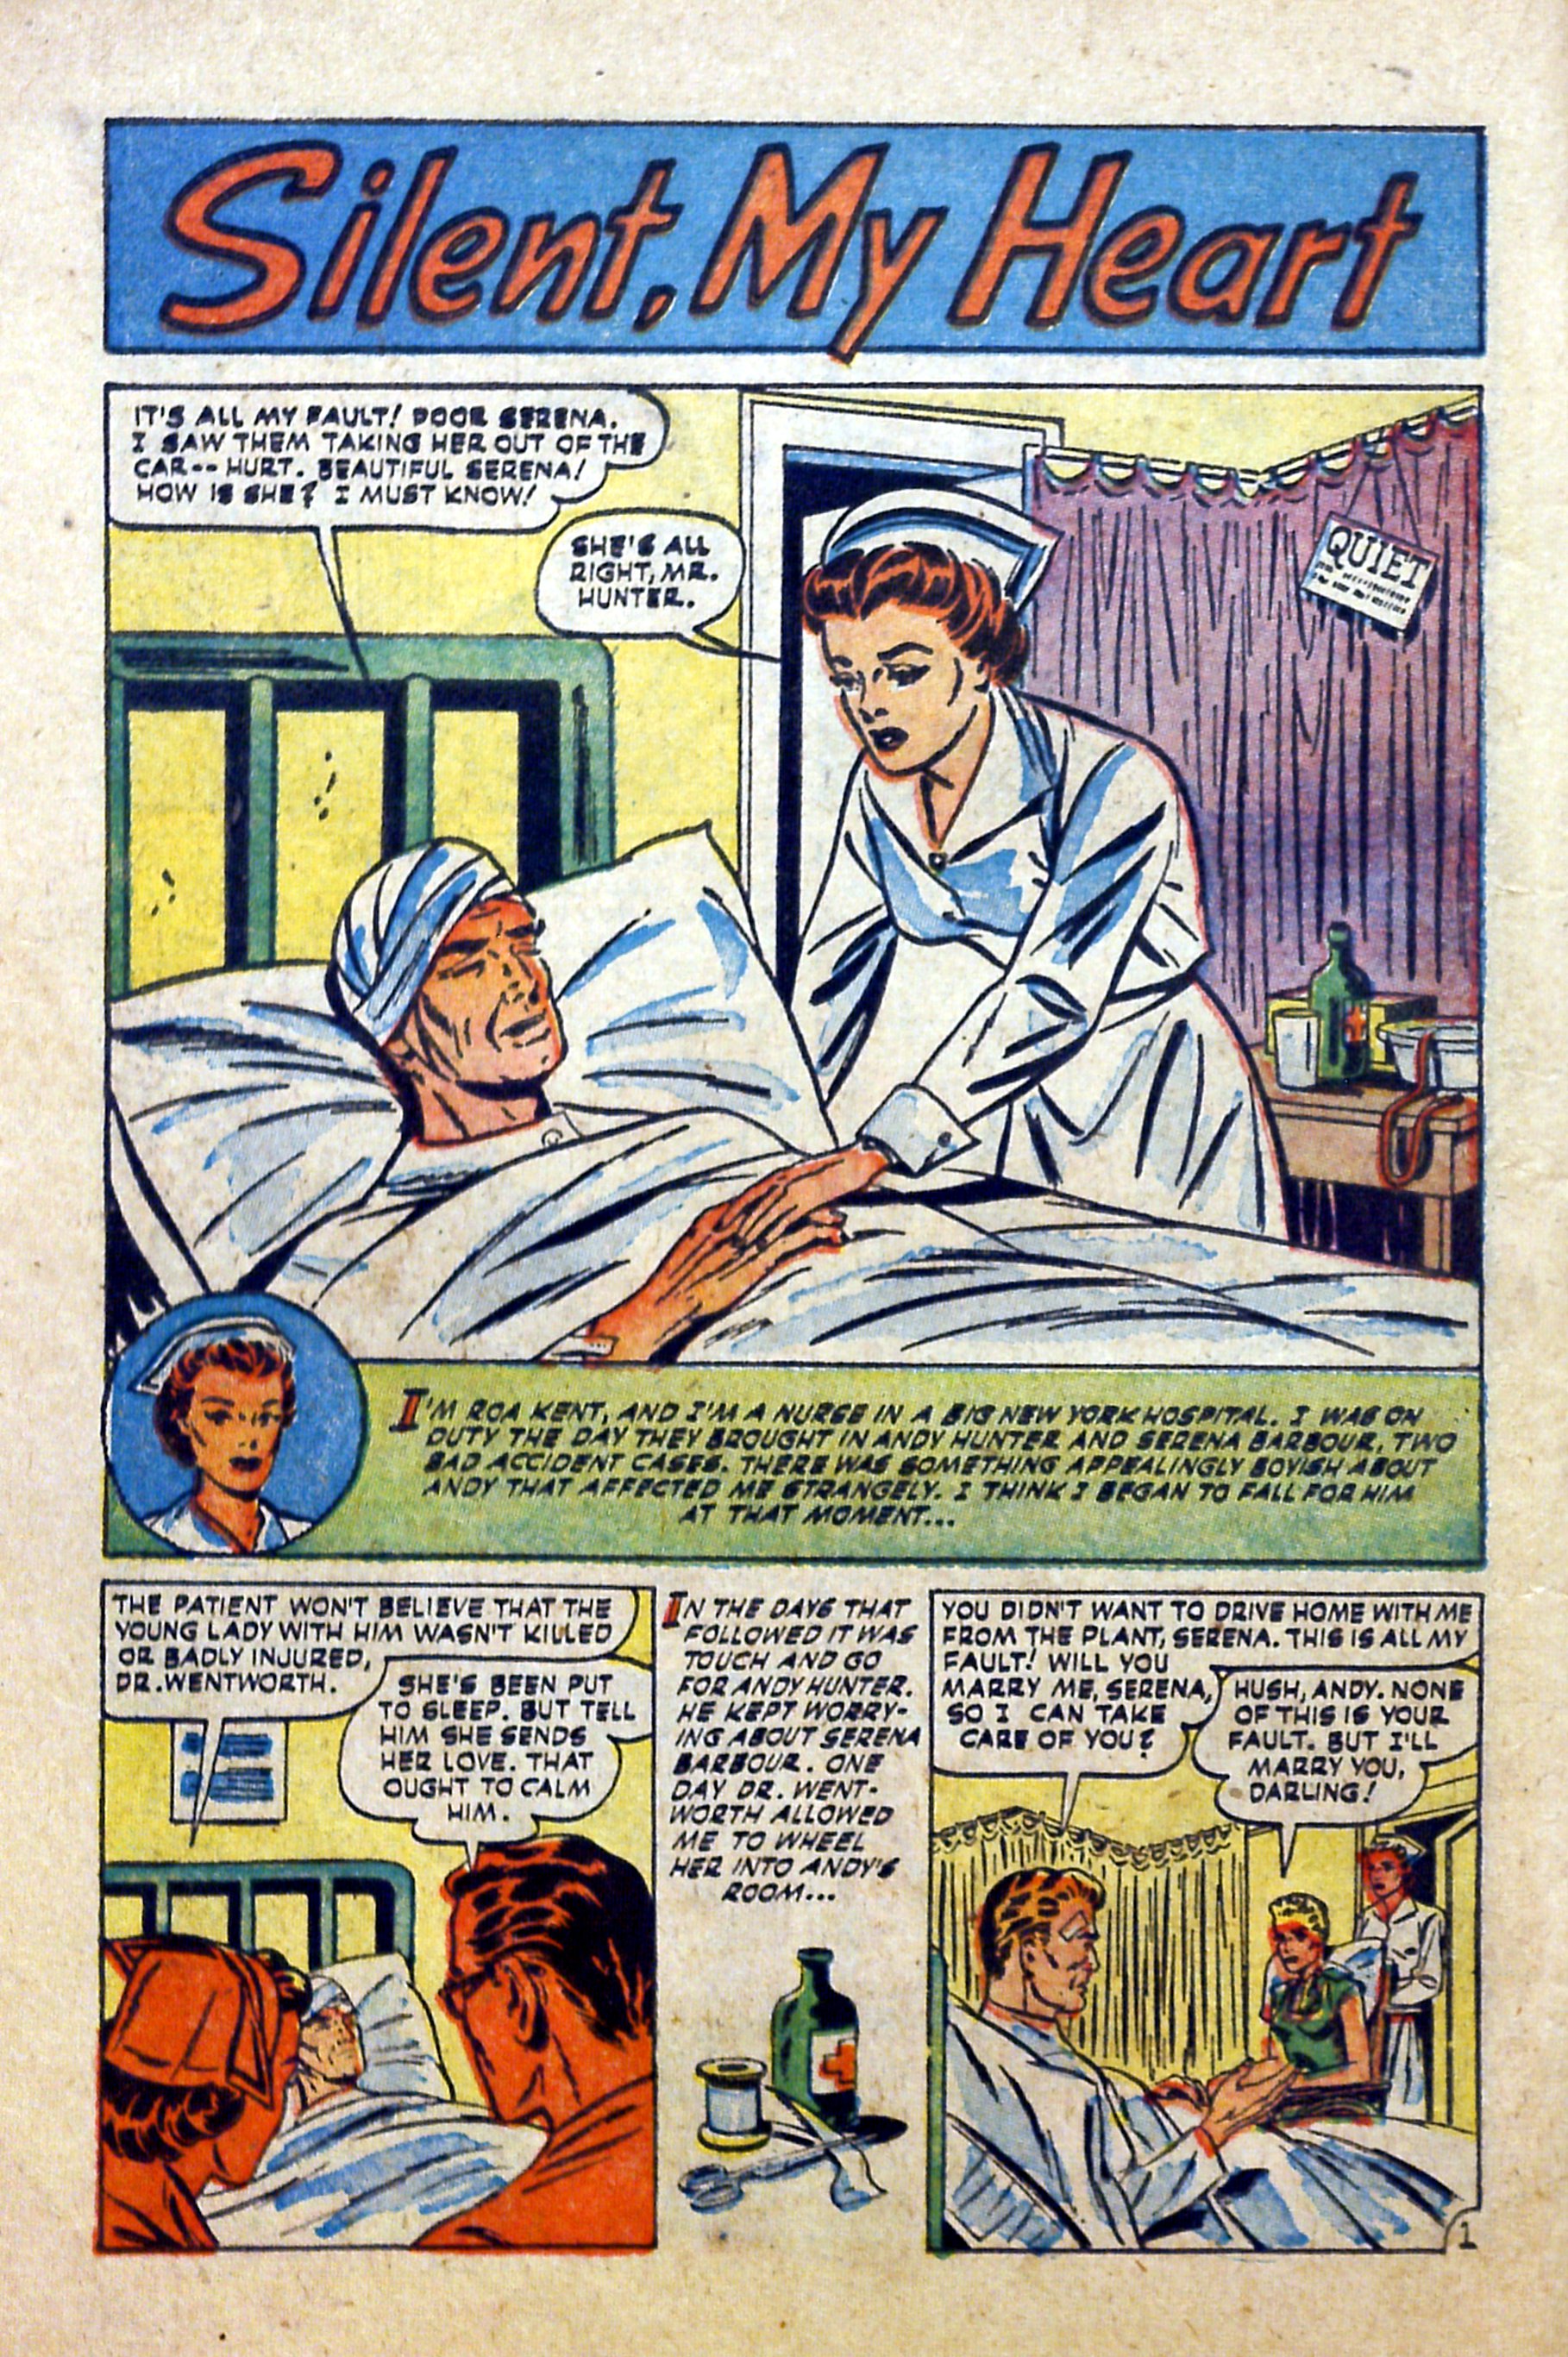 Silent, My Heart
IT'S ALL MY FAULT! POOR SERENA.
I SAW THEM TAKING HER OUT OF THE
CAR-- HURT. BEAUTIFUL SERENA!
HOW IS SHE? I MUST KNOW!
SHE'S ALL
RIGHT, MR.
HUNTER.
QUIET
I'M ROA KENT, AND I'M A NURSE IN A BIG NEW YORK HOSPITAL. I WAS ON
DUTY THE DAY THEY BROUGHT IN ANDY HUNTER AND SERENA BARBOUR, TWO
BAD ACCIDENT CASES. THERE WAS SOMETHING APPEALINGLY BOYISH ABOUT
ANDY THAT AFFECTED ME STRANGELY. I THINK I BEGAN TO FALL FOR HIM
AT THAT MOMENT...
THE PATIENT WON'T BELIEVE THAT THE
YOUNG LADY WITH HIM WASN'T KILLED
OR BADLY INJURED,
DR. WENTWORTH.
SHE'S BEEN PUT
TO SLEEP. BUT TELL
HIM SHE SENDS
HER LOVE. THAT
OUGHT TO CALM
HIM.
IN THE DAYS THAT
FOLLOWED IT WAS
TOUCH AND GO
FOR ANDY HUNTER.
HE KEPT WORRY-
ING ABOUT SERENA
BARBOUR. ONE
DAY DR. WENT-
WORTH ALLOWED
ME TO WHEEL
HER INTO ANDY'S
ROOM...
YOU DIDN'T WANT TO DRIVE HOME WITH ME
FROM THE PLANT, SERENA. THIS IS ALL MY
FAULT! WILL YOU
MARRY ME, SERENA,
SO I CAN TAKE
CARE OF YOU?
HUSH, ANDY. NONE
OF THIS IS YOUR
FAULT. BUT I'LL
MARRY YOU,
DARLING!
1